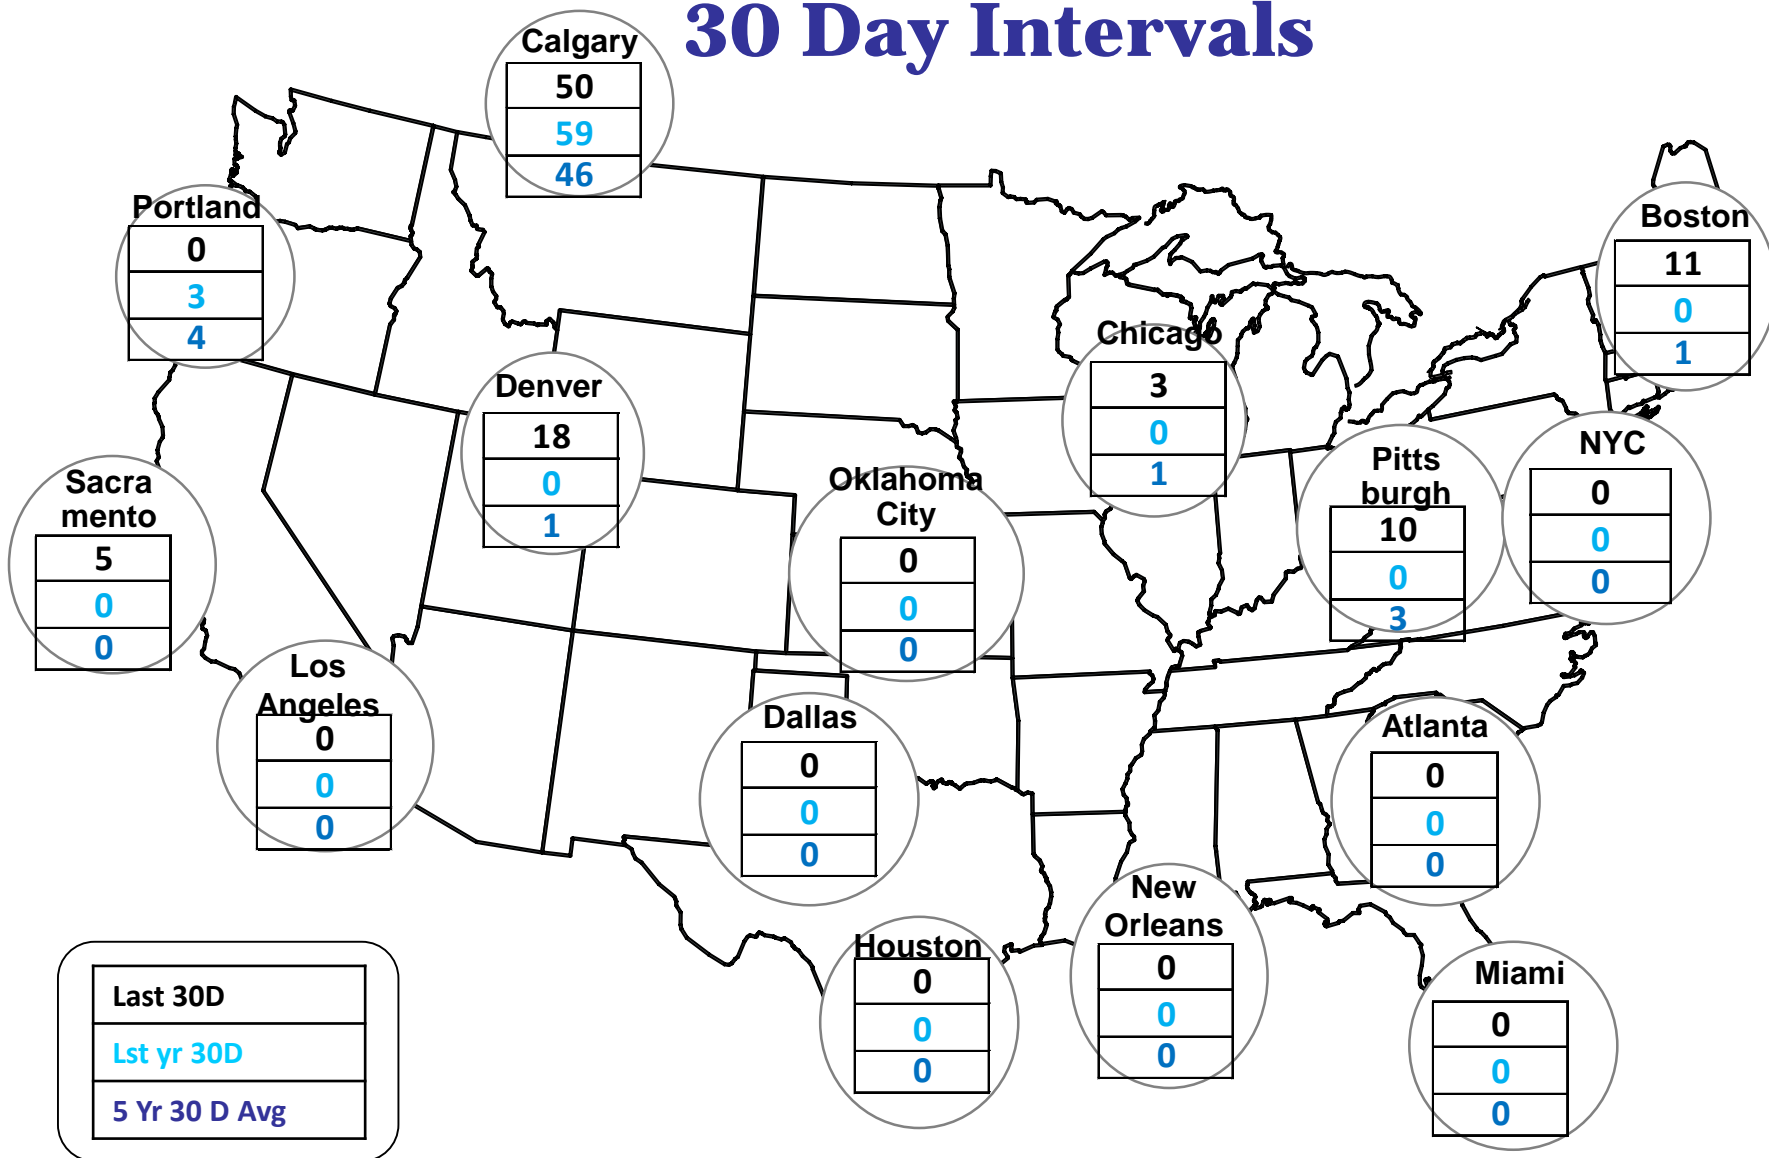 30 Day Intervals
Calgary
50
59
46
Portland
0
3
4
Boston
11
0
1
Chicago
3
0
1
Denver
18
0
1
NYC
0
0
0
Pitts
burgh
10
0
3
Oklahoma
City
0
0
0
Sacra
mento
5
0
0
Los
Angeles
0
0
0
Dallas
0
0
0
Atlanta
0
0
0
New
Orleans
0
0
0
Houston
0
0
0
Miami
0
0
0
Last 30D
Lst yr 30D
5 Yr 30 D Avg